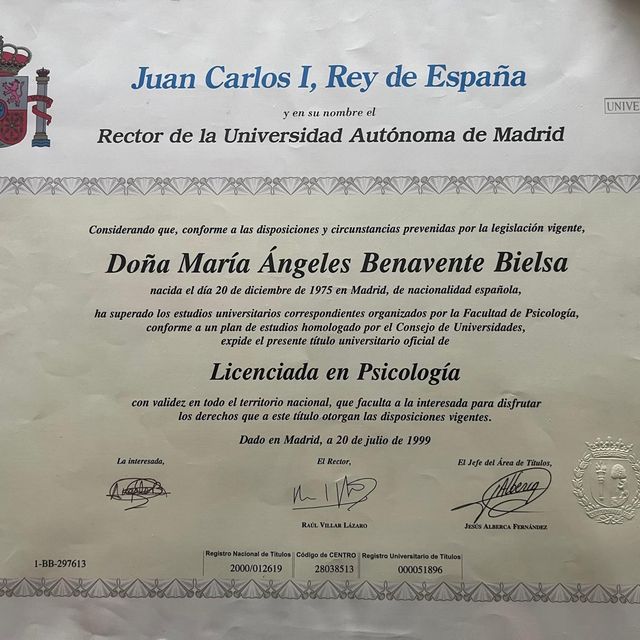 Juan Carlos I, Rey de España
y en su nombre el
Rector de la Universidad Autónoma de Madrid
UNIVE
Considerando que, conforme a las disposiciones y circunstancias prevenidas por la legislación vigente,
Doña María Ángeles Benavente Bielsa
nacida el día 20 de diciembre de 1975 en Madrid, de nacionalidad española,
ha superado los estudios universitarios correspondientes organizados por la Facultad de Psicología,
conforme a un plan de estudios homologado por el Consejo de Universidades,
expide el presente título universitario oficial de
Licenciada en Psicología
con validez en todo el territorio nacional, que faculta a la interesada para disfrutar
los derechos que a este título otorgan las disposiciones vigentes.
Dado en Madrid, a 20 de julio de 1999
La interesada,
El Rector,
El Jefe del Área de Títulos,
Alberca
RAÚL VILLAR LÁZARO
JESÚS ALBERCA FERNÁNDEZ
1-BB-297613
Registro Nacional de Títulos
Código de CENTRO
Registro Universitario de Títulos
2000/012619
28038513
000051896